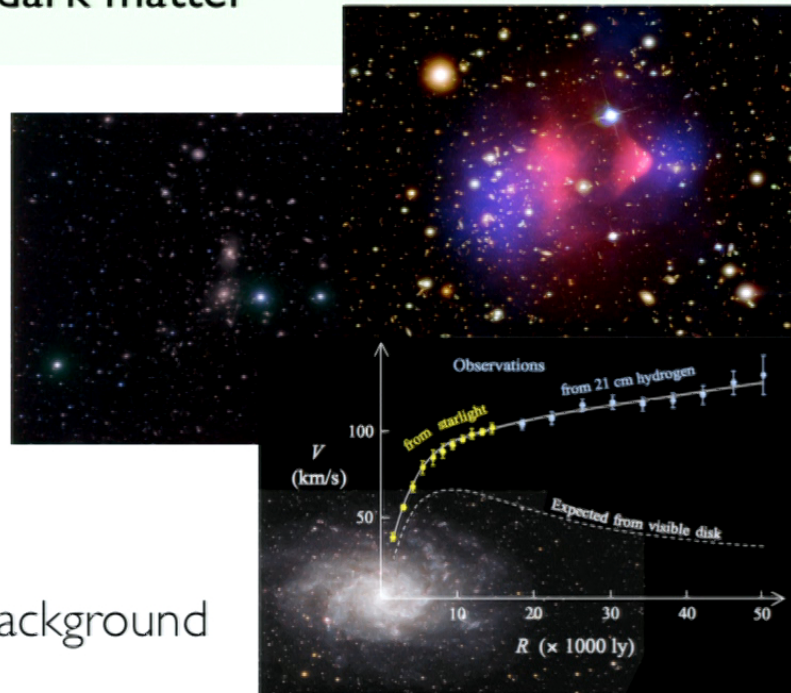 dark matter
Observations
from 21 cm hydrogen
from starlight
100
V
(km/s)
50
Expected from visible disk
ackground
10
20
30
40
50
R (× 1000 ly)